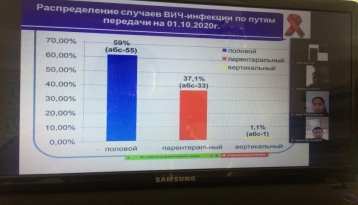 Распределение случаев ВИЧ-инфекции по путям
передачи на 01.10.2020г.
70,00%
60,00%
50,00%
40,00%
30,00%
20,00%
10,00%
0,00%
59%
(абс-55)
37,1%
(абс-33)
1,1%
(абс-1)
половой
парентеральный
вертикальный
половой
парентеральный
вертикальный
SAMSUNG